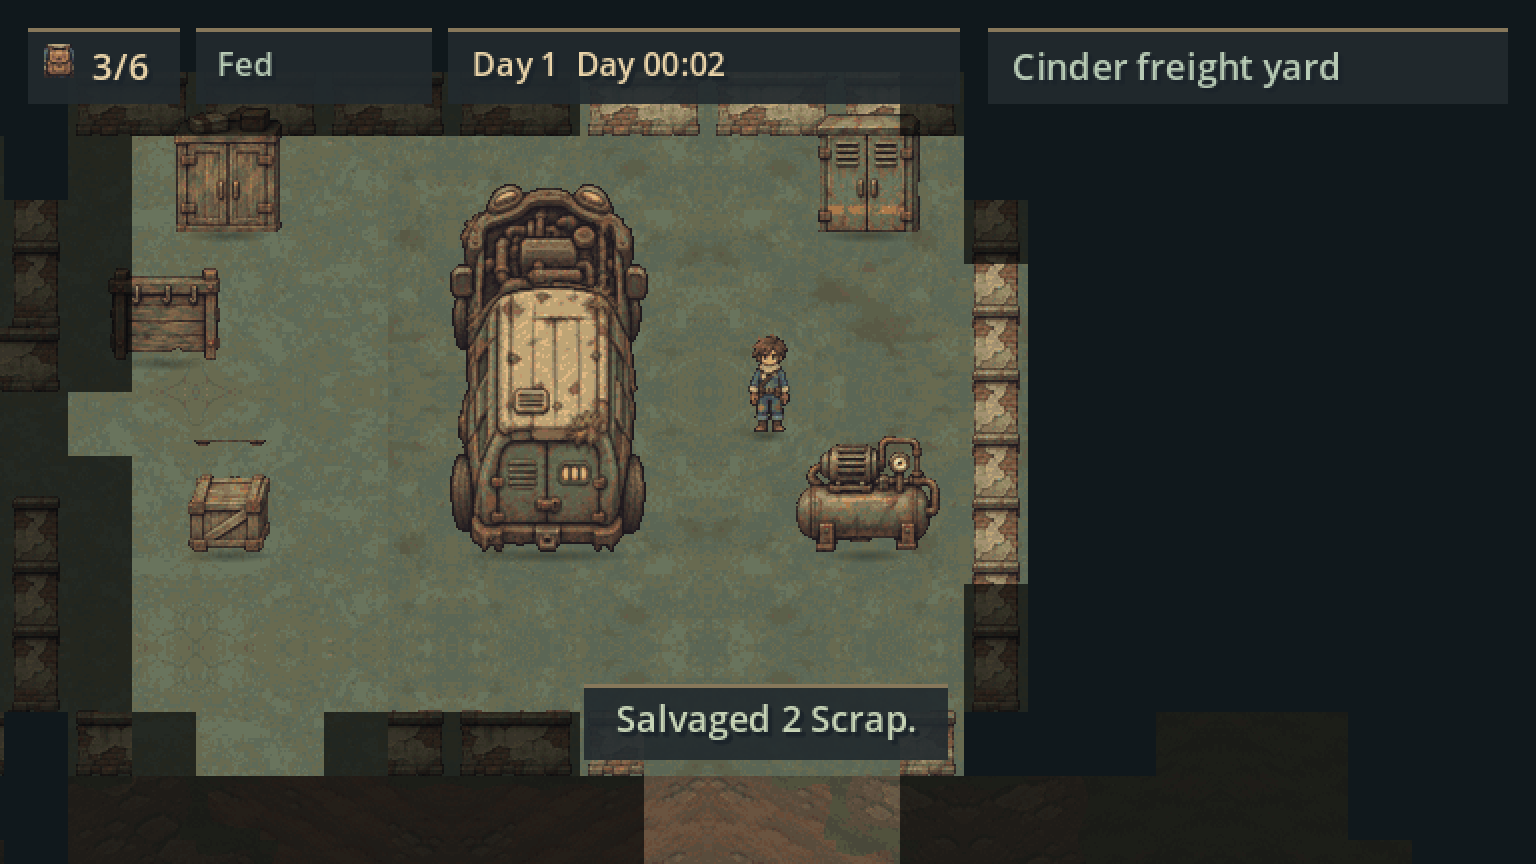 3/6
Fed
Day 1 Day 00:02
Cinder freight yard
Salvaged 2 Scrap.